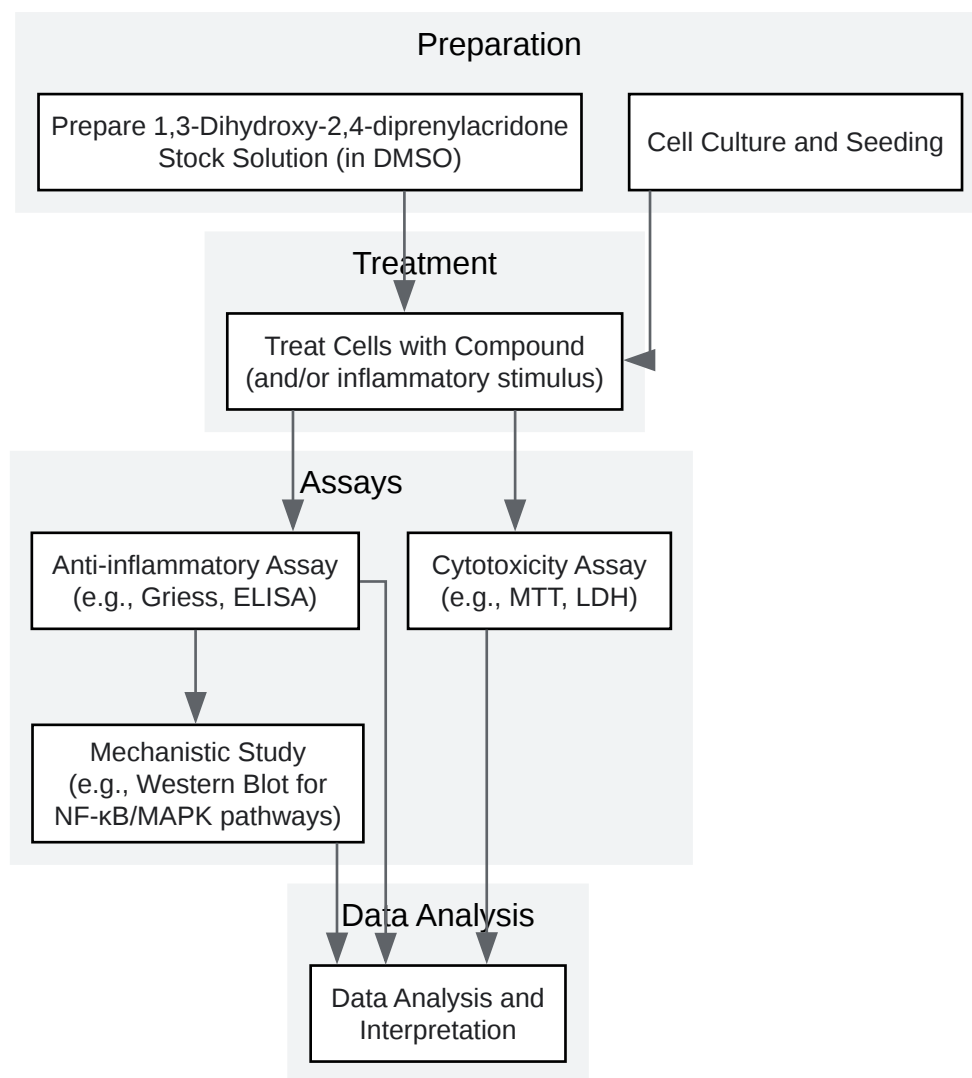 Preparation
Prepare 1,3-Dihydroxy-2,4-diprenylacridone
Stock Solution (in DMSO)
Cell Culture and Seeding
Treatment
Treat Cells with Compound
(and/or inflammatory stimulus)
Assays
Anti-inflammatory Assay
(e.g., Griess, ELISA)
Cytotoxicity Assay
(e.g., MTT, LDH)
Mechanistic Study
(e.g., Western Blot for
NF-κB/MAPK pathways)
Data Analysis
Data Analysis and
Interpretation